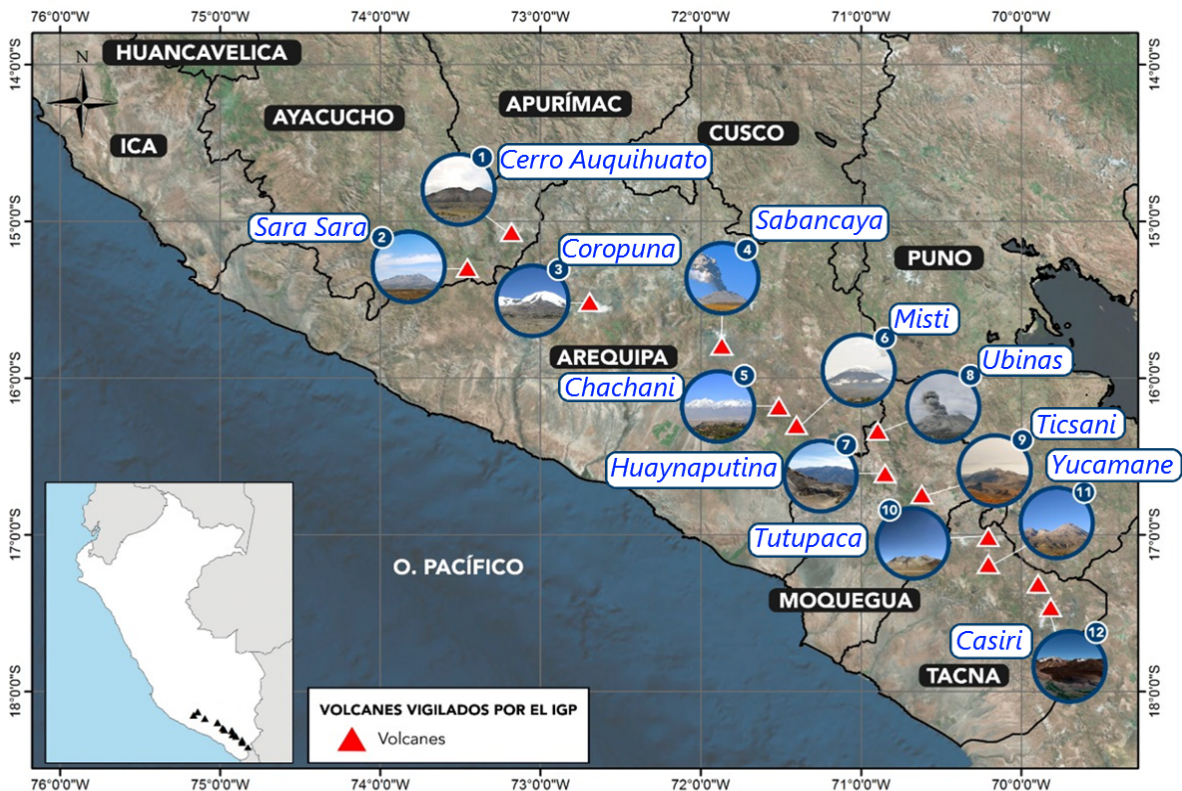 76°0'0"O 75°0'0"O 74°0'0"O 73°0'0"O 72°0'0"O 71°0'0"O 70°0'0"O
14°0'0"S 14°0'0"S
HUANCAVELICA
N
AYACUCHO
APURÍMAC
CUSCO
ICA
1 Cerro Auquihuato
15°0'0"S 15°0'0"S
Sara Sara 2
Coropuna 3
Sabancaya 4
PUNO
Misti 6
AREQUIPA
Ubinas 8
16°0'0"S 16°0'0"S
Chachani 5
Ticsani 9
Huaynaputina 7
Yucamane 11
10
Tutupaca
17°0'0"S 17°0'0"S
O. PACÍFICO
MOQUEGUA
Casiri 12
TACNA
18°0'0"S 18°0'0"S
VOLCANES VIGILADOS POR EL IGP
Volcanes
76°0'0"O 75°0'0"O 74°0'0"O 73°0'0"O 72°0'0"O 71°0'0"O 70°0'0"O